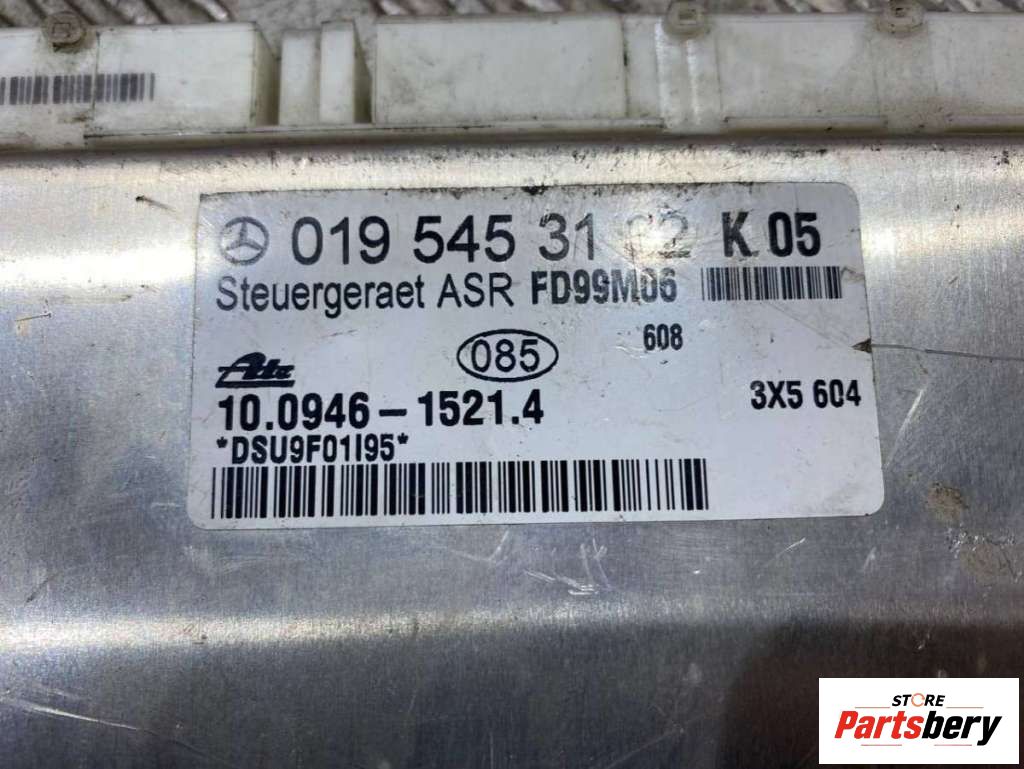 019 545 31 2 K 05
Steuergeraet ASR FD99M06
085 608
Ate
10.0946-1521.4 3X5 604
*DSU9F01I95*
STORE
Partsbery